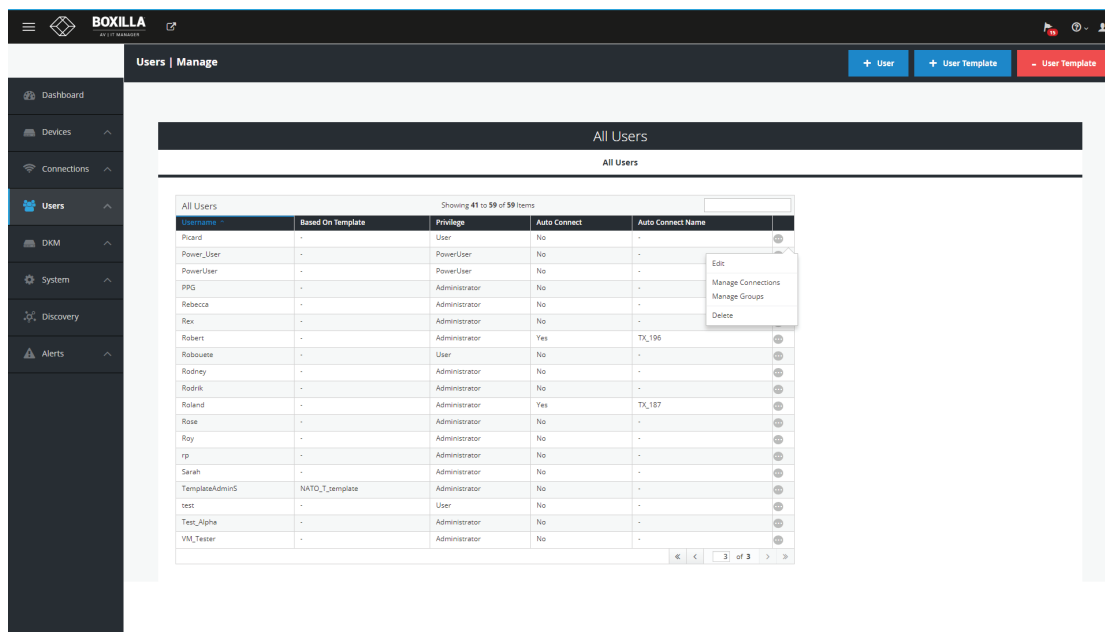 BOXILLA
AV | IT MANAGER
15
Users | Manage
+ User
+ User Template
- User Template
Dashboard
Devices
Connections
Users
DKM
System
Discovery
Alerts
All Users
All Users
All Users Showing 41 to 59 of 59 Items
Username Based On Template Privilege Auto Connect Auto Connect Name
Picard - User No -
Power_User - PowerUser No
PowerUser - PowerUser No -
PPG - Administrator No -
Rebecca - Administrator No -
Rex - Administrator No -
Robert - Administrator Yes TX_196
Robouete - User No -
Rodney - Administrator No -
Rodrik - Administrator No -
Roland - Administrator Yes TX_187
Rose - Administrator No -
Roy - Administrator No -
rp - Administrator No -
Sarah - Administrator No -
TemplateAdminS NATO_T_template Administrator No -
test - User No -
Test_Alpha - Administrator No -
VM_Tester - Administrator No -
Edit
Manage Connections
Manage Groups
Delete
3 of 3